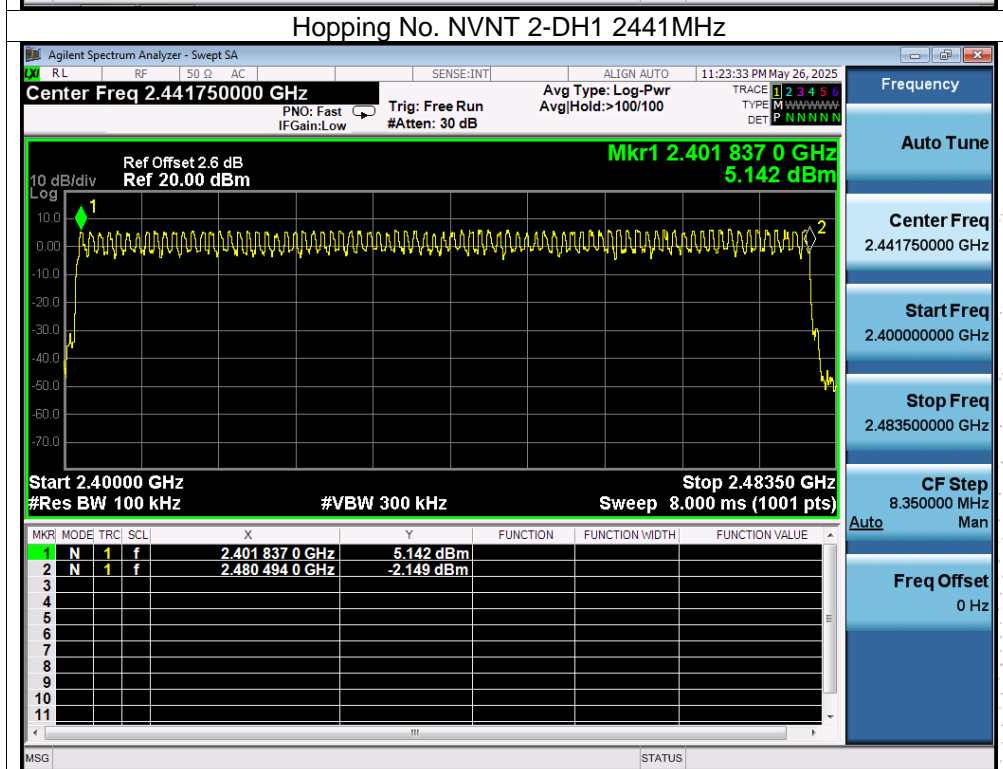 Hopping No. NVNT 2-DH1 2441MHz
Agilent Spectrum Analyzer - Swept SA
LXI RL RF 50 Ω AC SENSE:INT ALIGN AUTO 11:23:33 PM May 26, 2025
Center Freq 2.441750000 GHz
PNO: Fast
IFGain:Low
Trig: Free Run
#Atten: 30 dB
Avg Type: Log-Pwr
Avg|Hold:>100/100
TRACE 1 2 3 4 5 6
TYPE M WWWWW
DET P N N N N N
Mkr1 2.401 837 0 GHz
5.142 dBm
Ref Offset 2.6 dB
10 dB/div Ref 20.00 dBm
Log
1
10.0
2
0.00
-10.0
-20.0
-30.0
-40.0
-50.0
-60.0
-70.0
Start 2.40000 GHz Stop 2.48350 GHz
#Res BW 100 kHz #VBW 300 kHz Sweep 8.000 ms (1001 pts)
MKR MODE TRC SCL X Y FUNCTION FUNCTION WIDTH FUNCTION VALUE
1 N 1 f 2.401 837 0 GHz 5.142 dBm
2 N 1 f 2.480 494 0 GHz -2.149 dBm
3
4
5
6
7
8
9
10
11
MSG STATUS
Frequency
Auto Tune
Center Freq
2.441750000 GHz
Start Freq
2.400000000 GHz
Stop Freq
2.483500000 GHz
CF Step
8.350000 MHz
Auto Man
Freq Offset
0 Hz